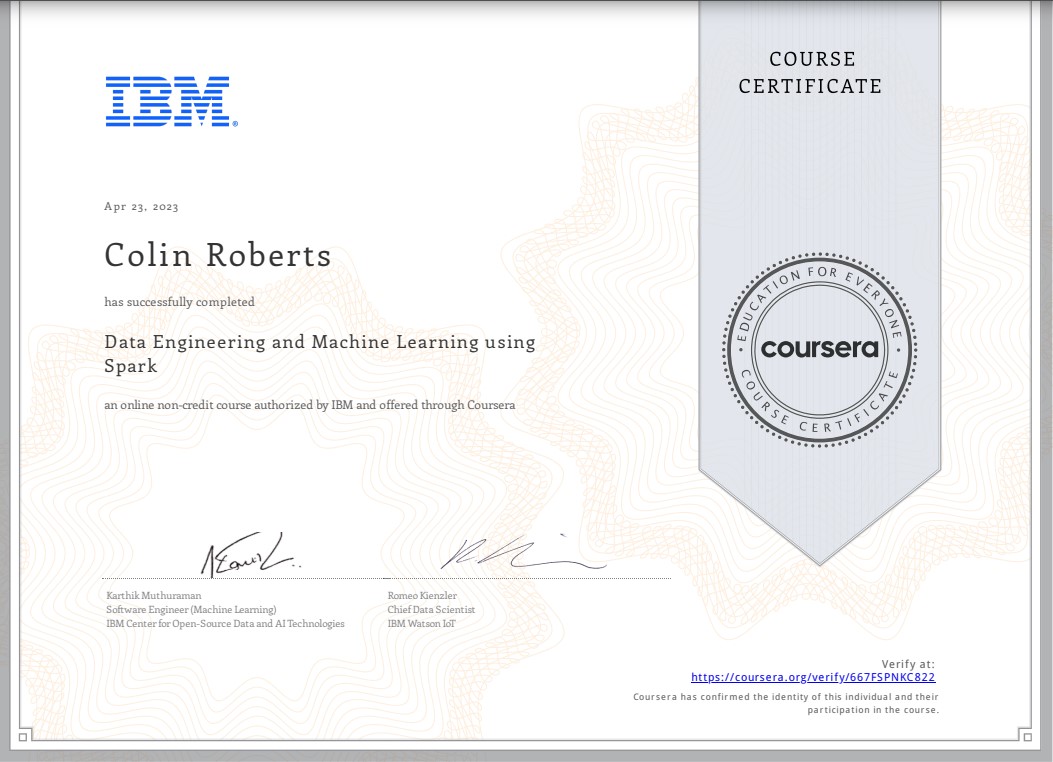 COURSE
CERTIFICATE
IBM®
Apr 23, 2023
Colin Roberts
has successfully completed
Data Engineering and Machine Learning using
Spark
an online non-credit course authorized by IBM and offered through Coursera
EDUCATION FOR EVERYONE
coursera
COURSE CERTIFICATE
Karthik Muthuraman
Software Engineer (Machine Learning)
IBM Center for Open-Source Data and AI Technologies
Romeo Kienzler
Chief Data Scientist
IBM Watson IoT
Verify at:
https://coursera.org/verify/667FSPNKC822
Coursera has confirmed the identity of this individual and their
participation in the course.